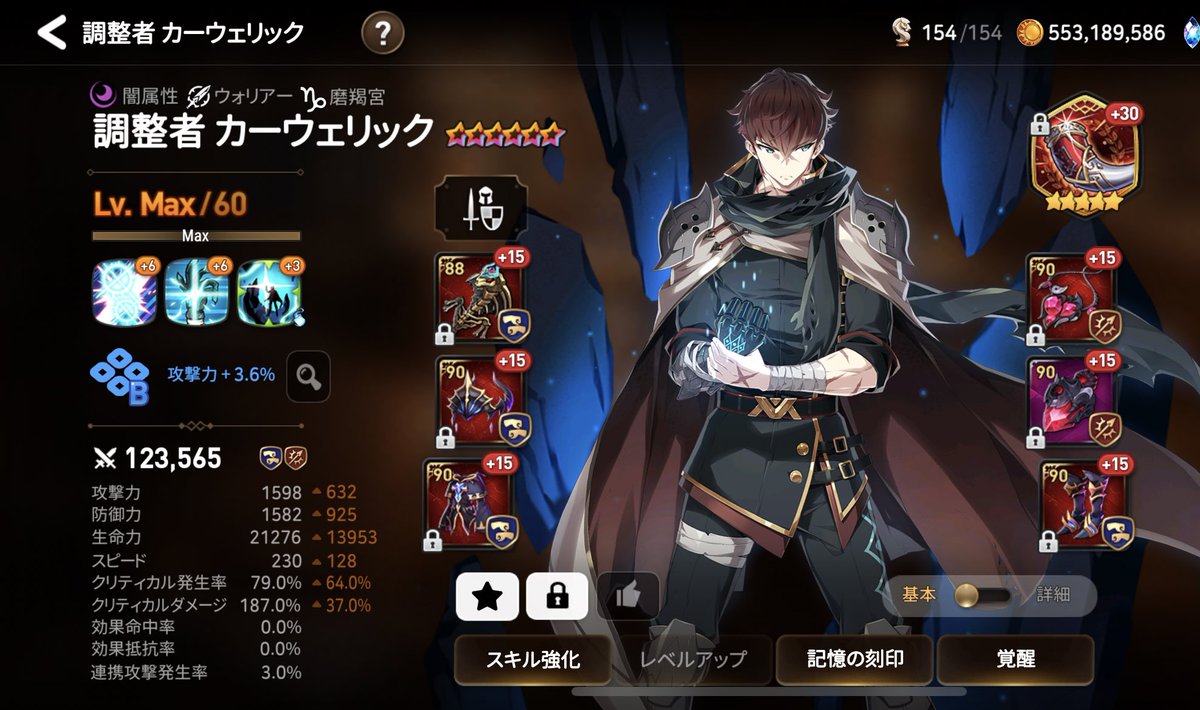 調整者 カーウェリック
?
154/154
553,189,586
闇属性 ウォリアー 磨羯宮
調整者 カーウェリック
Lv. Max/60
Max
+6 +6 +3
B 攻撃力 + 3.6%
123,565
攻撃力 1598 632
防御力 1582 925
生命力 21276 13953
スピード 230 128
クリティカル発生率 79.0% 64.0%
クリティカルダメージ 187.0% 37.0%
効果命中率 0.0%
効果抵抗率 0.0%
連携攻撃発生率 3.0%
88 +15
90 +15
90 +15
+30
90 +15
90 +15
90 +15
基本 詳細
スキル強化
レベルアップ
記憶の刻印
覚醒